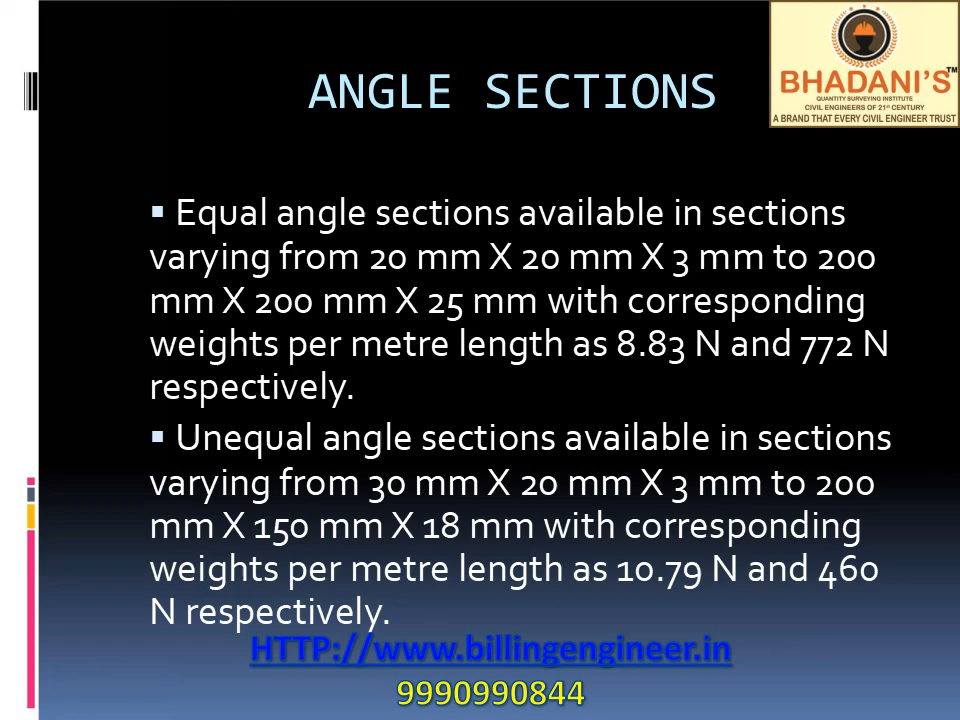 ANGLE SECTIONS
BHADANI'S™
QUANTITY SURVEYING INSTITUTE
CIVIL ENGINEERS OF 21st CENTURY
A BRAND THAT EVERY CIVIL ENGINEER TRUST
▪ Equal angle sections available in sections
varying from 20 mm X 20 mm X 3 mm to 200
mm X 200 mm X 25 mm with corresponding
weights per metre length as 8.83 N and 772 N
respectively.
▪ Unequal angle sections available in sections
varying from 30 mm X 20 mm X 3 mm to 200
mm X 150 mm X 18 mm with corresponding
weights per metre length as 10.79 N and 460
N respectively.
HTTP://www.billingengineer.in
9990990844